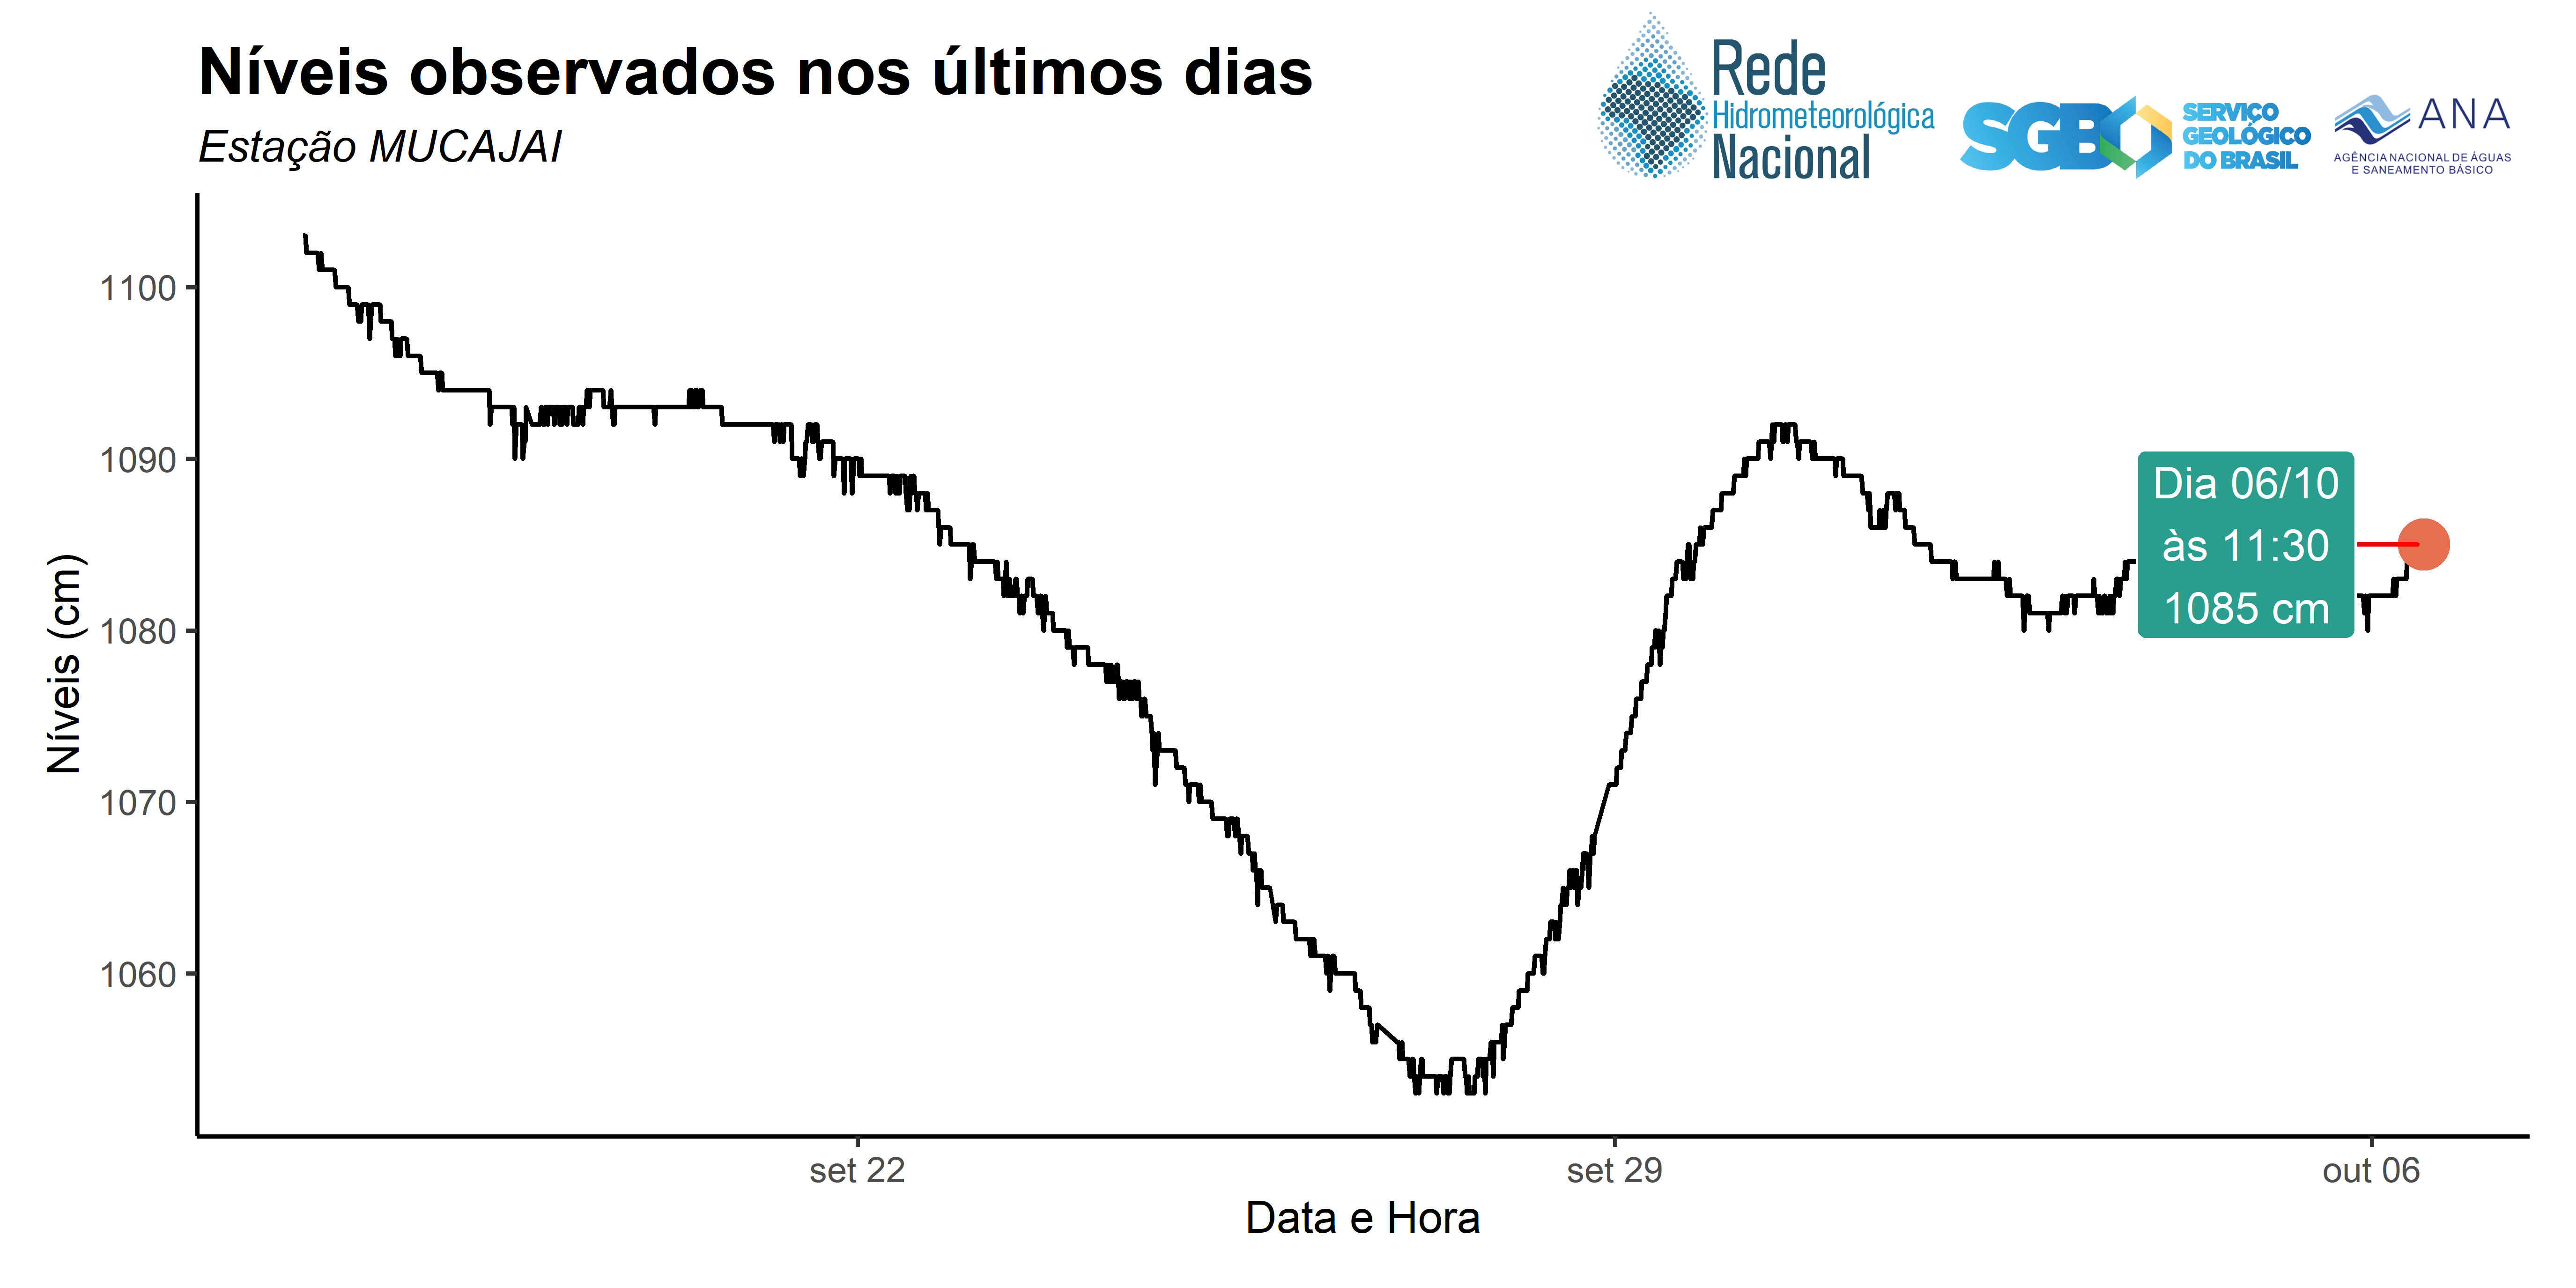 Níveis observados nos últimos dias
Estação MUCAJAI
Rede
Hidrometeorológica
Nacional
SGB
SERVIÇO
GEOLÓGICO
DO BRASIL
ANA
AGÊNCIA NACIONAL DE ÁGUAS
E SANEAMENTO BÁSICO
Níveis (cm)
1100
1090
1080
1070
1060
Dia 06/10
às 11:30
1085 cm
set 22
set 29
out 06
Data e Hora